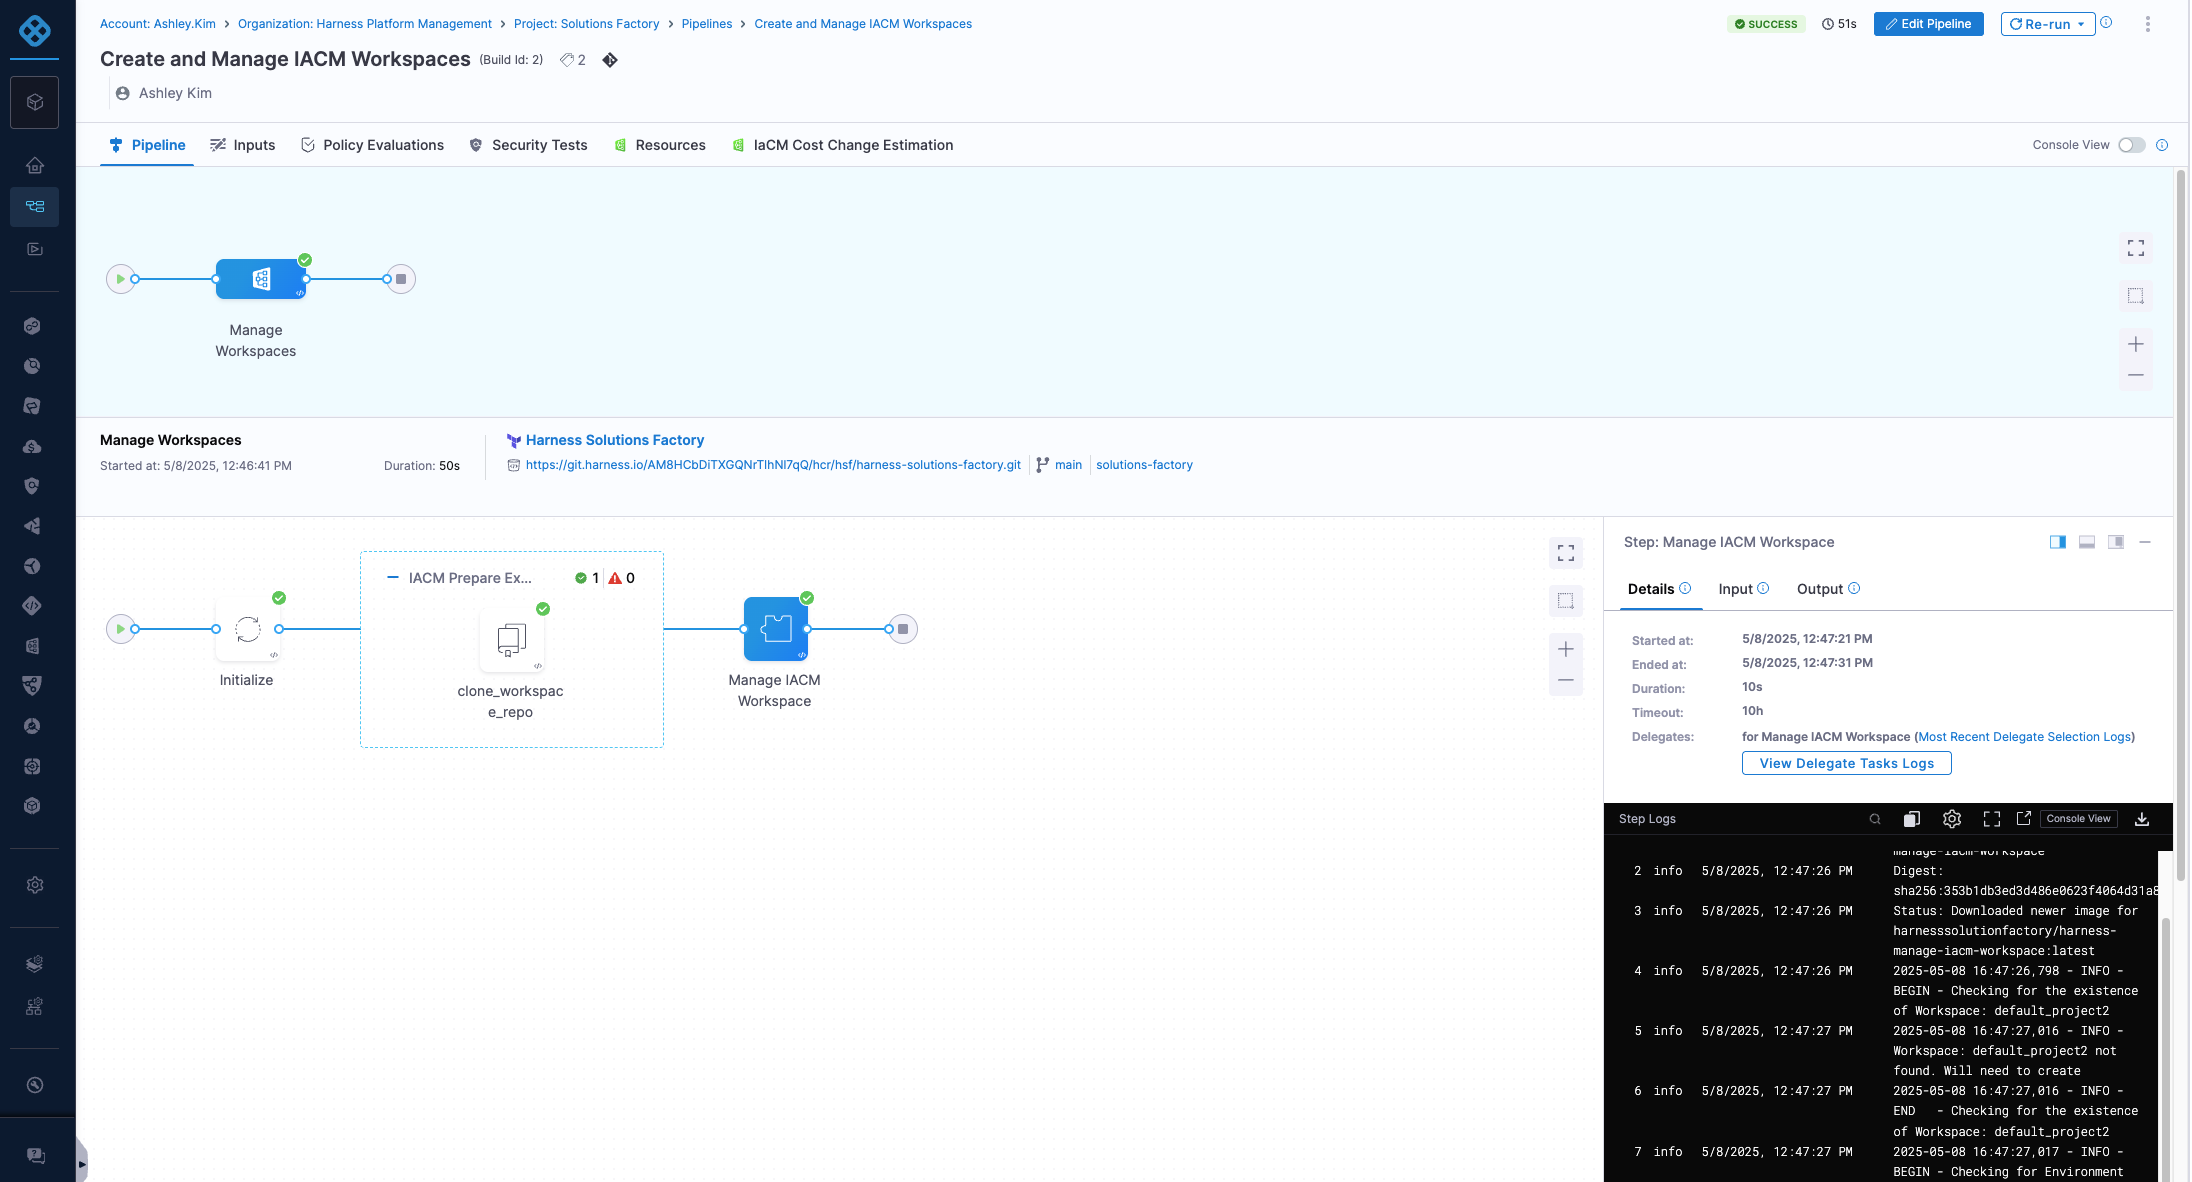 Account: Ashley.Kim > Organization: Harness Platform Management > Project: Solutions Factory > Pipelines > Create and Manage IACM Workspaces
SUCCESS 51s Edit Pipeline Re-run
Create and Manage IACM Workspaces (Build Id: 2) 2
Ashley Kim
Pipeline Inputs Policy Evaluations Security Tests Resources IaCM Cost Change Estimation Console View
Manage
Workspaces
Manage Workspaces
Started at: 5/8/2025, 12:46:41 PM Duration: 50s
Harness Solutions Factory
https://git.harness.io/AM8HCbDiTXGQNrTlhNl7qQ/hcr/hsf/harness-solutions-factory.git main solutions-factory
IACM Prepare Ex... 1 0
Initialize
clone_workspac
e_repo
Manage IACM
Workspace
Step: Manage IACM Workspace
Details Input Output
Started at: 5/8/2025, 12:47:21 PM
Ended at: 5/8/2025, 12:47:31 PM
Duration: 10s
Timeout: 10h
Delegates: for Manage IACM Workspace (Most Recent Delegate Selection Logs)
View Delegate Tasks Logs
Step Logs Console View
manage-iacm-workspace
2 info 5/8/2025, 12:47:26 PM Digest:
sha256:353b1db3ed3d486e0623f4064d31a8
3 info 5/8/2025, 12:47:26 PM Status: Downloaded newer image for
harnesssolutionfactory/harness-
manage-iacm-workspace:latest
4 info 5/8/2025, 12:47:26 PM 2025-05-08 16:47:26,798 - INFO -
BEGIN - Checking for the existence
of Workspace: default_project2
5 info 5/8/2025, 12:47:27 PM 2025-05-08 16:47:27,016 - INFO -
Workspace: default_project2 not
found. Will need to create
6 info 5/8/2025, 12:47:27 PM 2025-05-08 16:47:27,016 - INFO -
END - Checking for the existence
of Workspace: default_project2
7 info 5/8/2025, 12:47:27 PM 2025-05-08 16:47:27,017 - INFO -
BEGIN - Checking for Environment